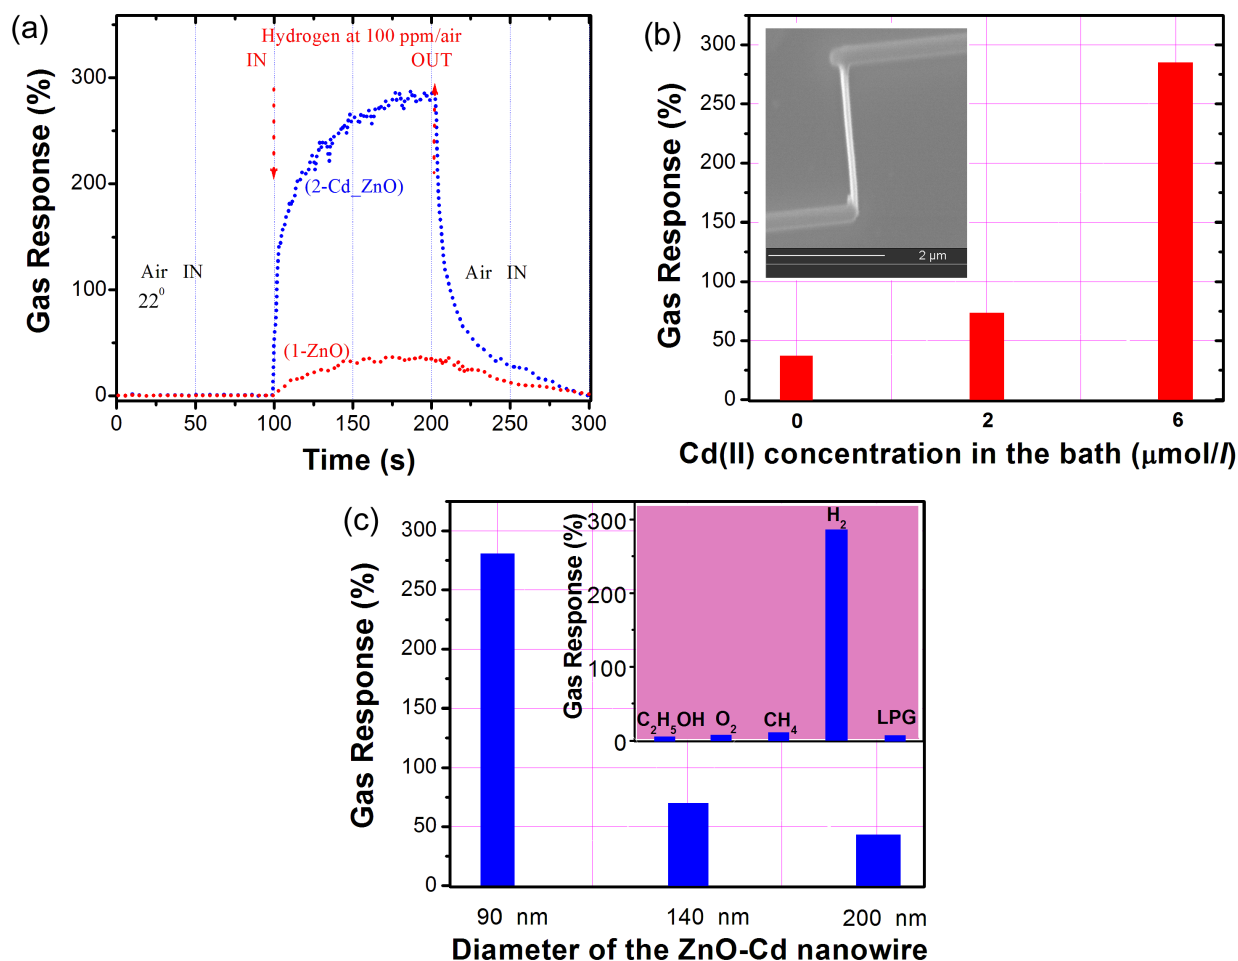 (a)
Hydrogen at 100 ppm/air
IN
OUT
300
200
100
0
Gas Response (%)
(2-Cd_ZnO)
Air IN
22⁰
Air IN
(1-ZnO)
0 50 100 150 200 250 300
Time (s)
(b)
300
250
200
150
100
50
0
Gas Response (%)
2 µm
0 2 6
Cd(II) concentration in the bath (µmol/l)
(c)
300
250
200
150
100
50
0
Gas Response (%)
300
200
100
0
Gas Response (%)
C₂H₅OH O₂ CH₄ H₂ LPG
90 nm 140 nm 200 nm
Diameter of the ZnO-Cd nanowire